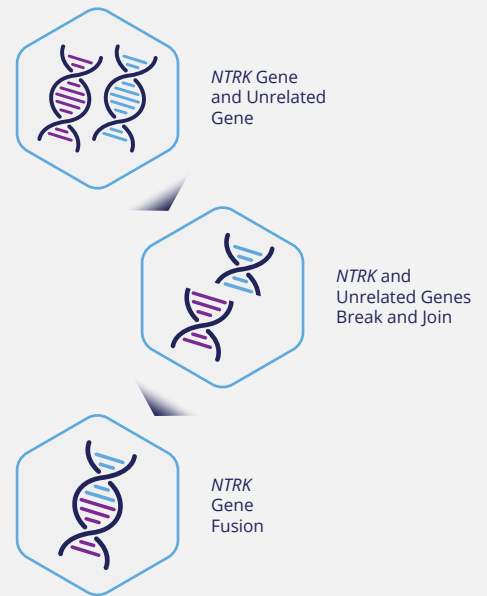 NTRK Gene
and Unrelated
Gene
NTRK and
Unrelated Genes
Break and Join
NTRK
Gene
Fusion